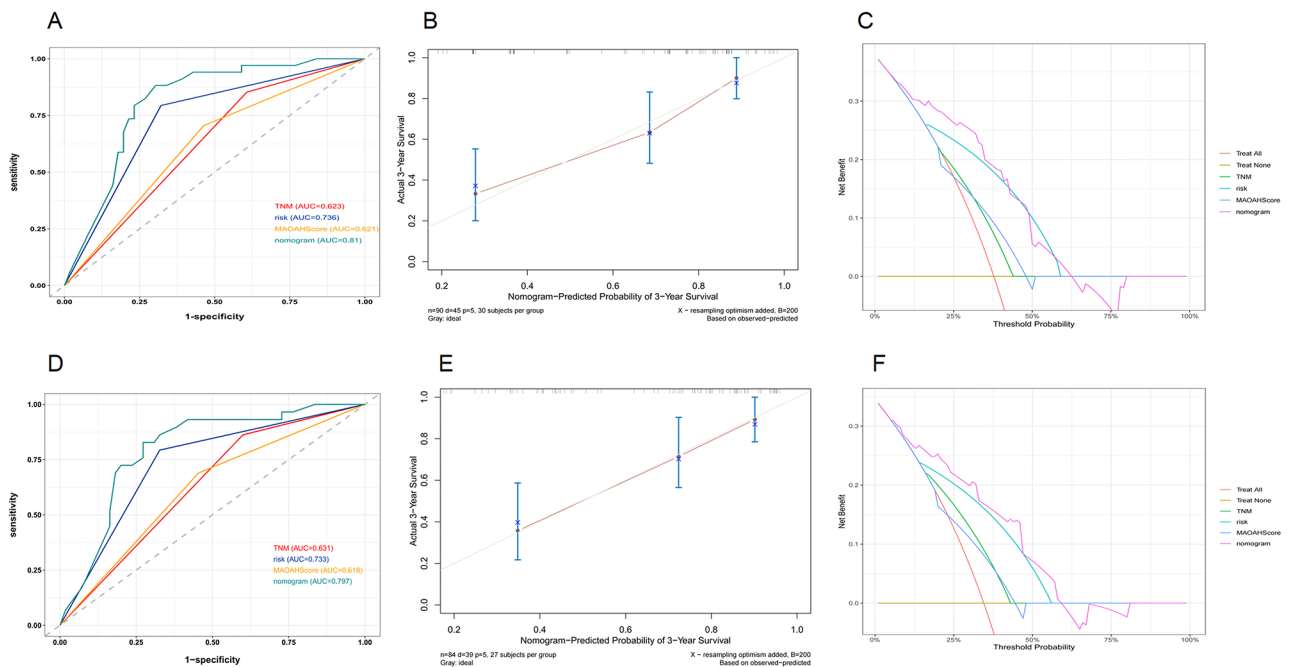 A
1.00
0.75
0.50
0.25
0.00
sensitivity
TNM (AUC=0.623)
risk (AUC=0.736)
MAOAHScore (AUC=0.621)
nomogram (AUC=0.81)
0.00 0.25 0.50 0.75 1.00
1-specificity
B
1.0
0.8
0.6
0.4
0.2
0.0
Actual 3-Year Survival
0.2 0.4 0.6 0.8 1.0
Nomogram-Predicted Probability of 3-Year Survival
n=90 d=45 p=5, 30 subjects per group
Gray: ideal
X - resampling optimism added, B=200
Based on observed-predicted
C
0.3
0.2
0.1
0.0
Net Benefit
0% 25% 50% 75% 100%
Threshold Probability
Treat All
Treat None
TNM
risk
MAOAHScore
nomogram
D
1.00
0.75
0.50
0.25
0.00
sensitivity
TNM (AUC=0.631)
risk (AUC=0.733)
MAOAHScore (AUC=0.618)
nomogram (AUC=0.797)
0.00 0.25 0.50 0.75 1.00
1-specificity
E
1.0
0.8
0.6
0.4
0.2
0.0
Actual 3-Year Survival
0.2 0.4 0.6 0.8 1.0
Nomogram-Predicted Probability of 3-Year Survival
n=84 d=39 p=5, 27 subjects per group
Gray: ideal
X - resampling optimism added, B=200
Based on observed-predicted
F
0.3
0.2
0.1
0.0
Net Benefit
0% 25% 50% 75% 100%
Threshold Probability
Treat All
Treat None
TNM
risk
MAOAHScore
nomogram